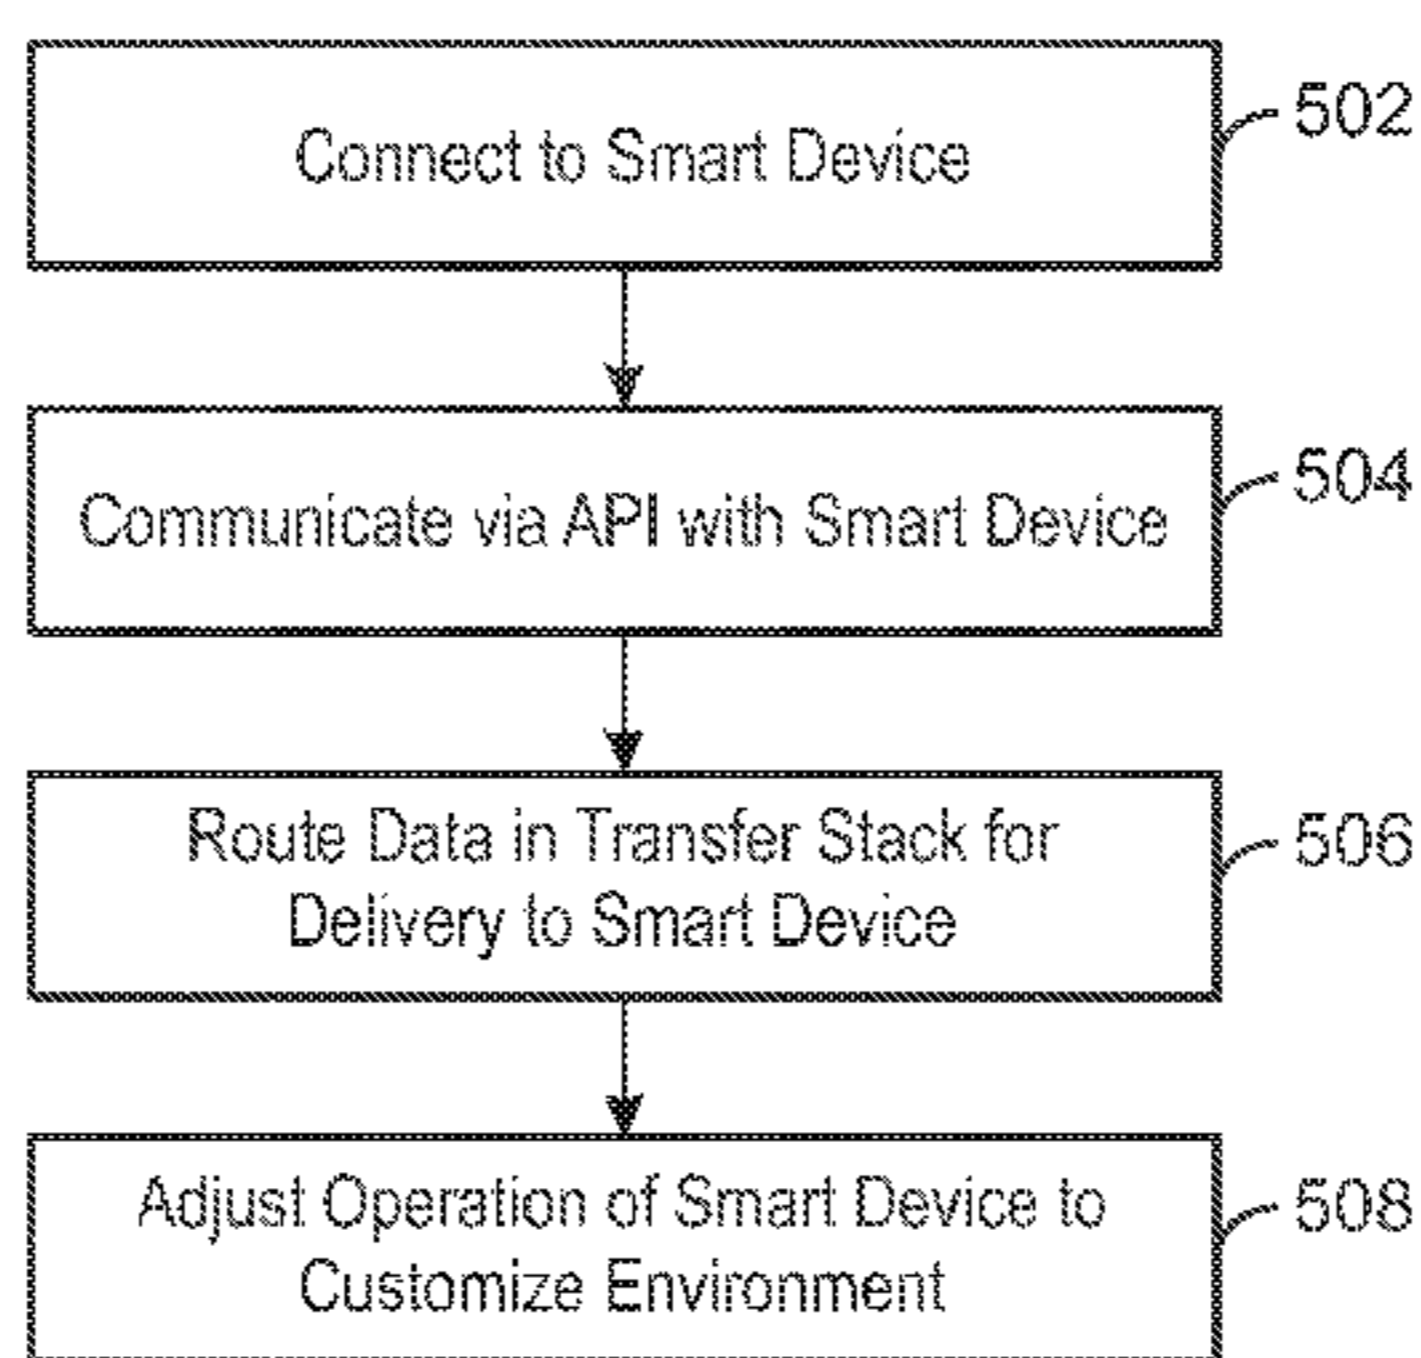 Connect to Smart Device
502
Communicate via API with Smart Device
504
Route Data in Transfer Stack for
Delivery to Smart Device
506
Adjust Operation of Smart Device to
Customize Environment
508